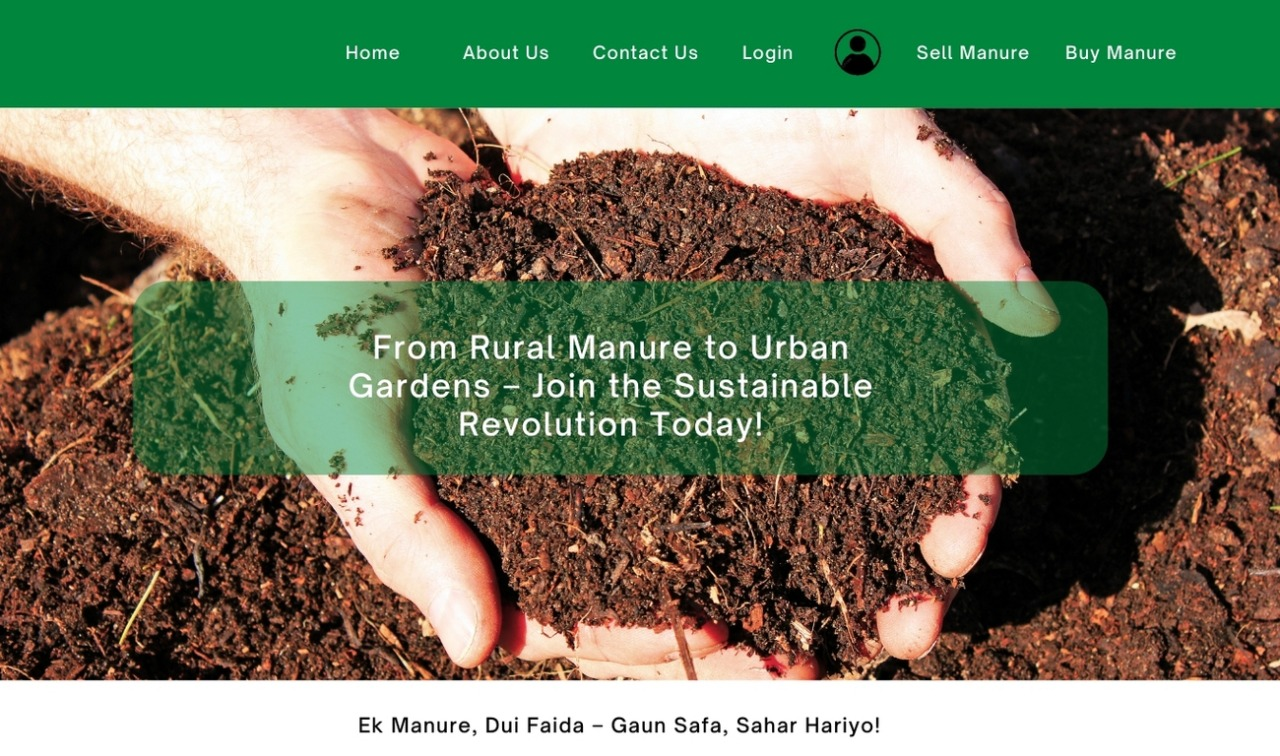 Home About Us Contact Us Login Sell Manure Buy Manure
From Rural Manure to Urban
Gardens – Join the Sustainable
Revolution Today!
Ek Manure, Dui Faida – Gaun Safa, Sahar Hariyo!